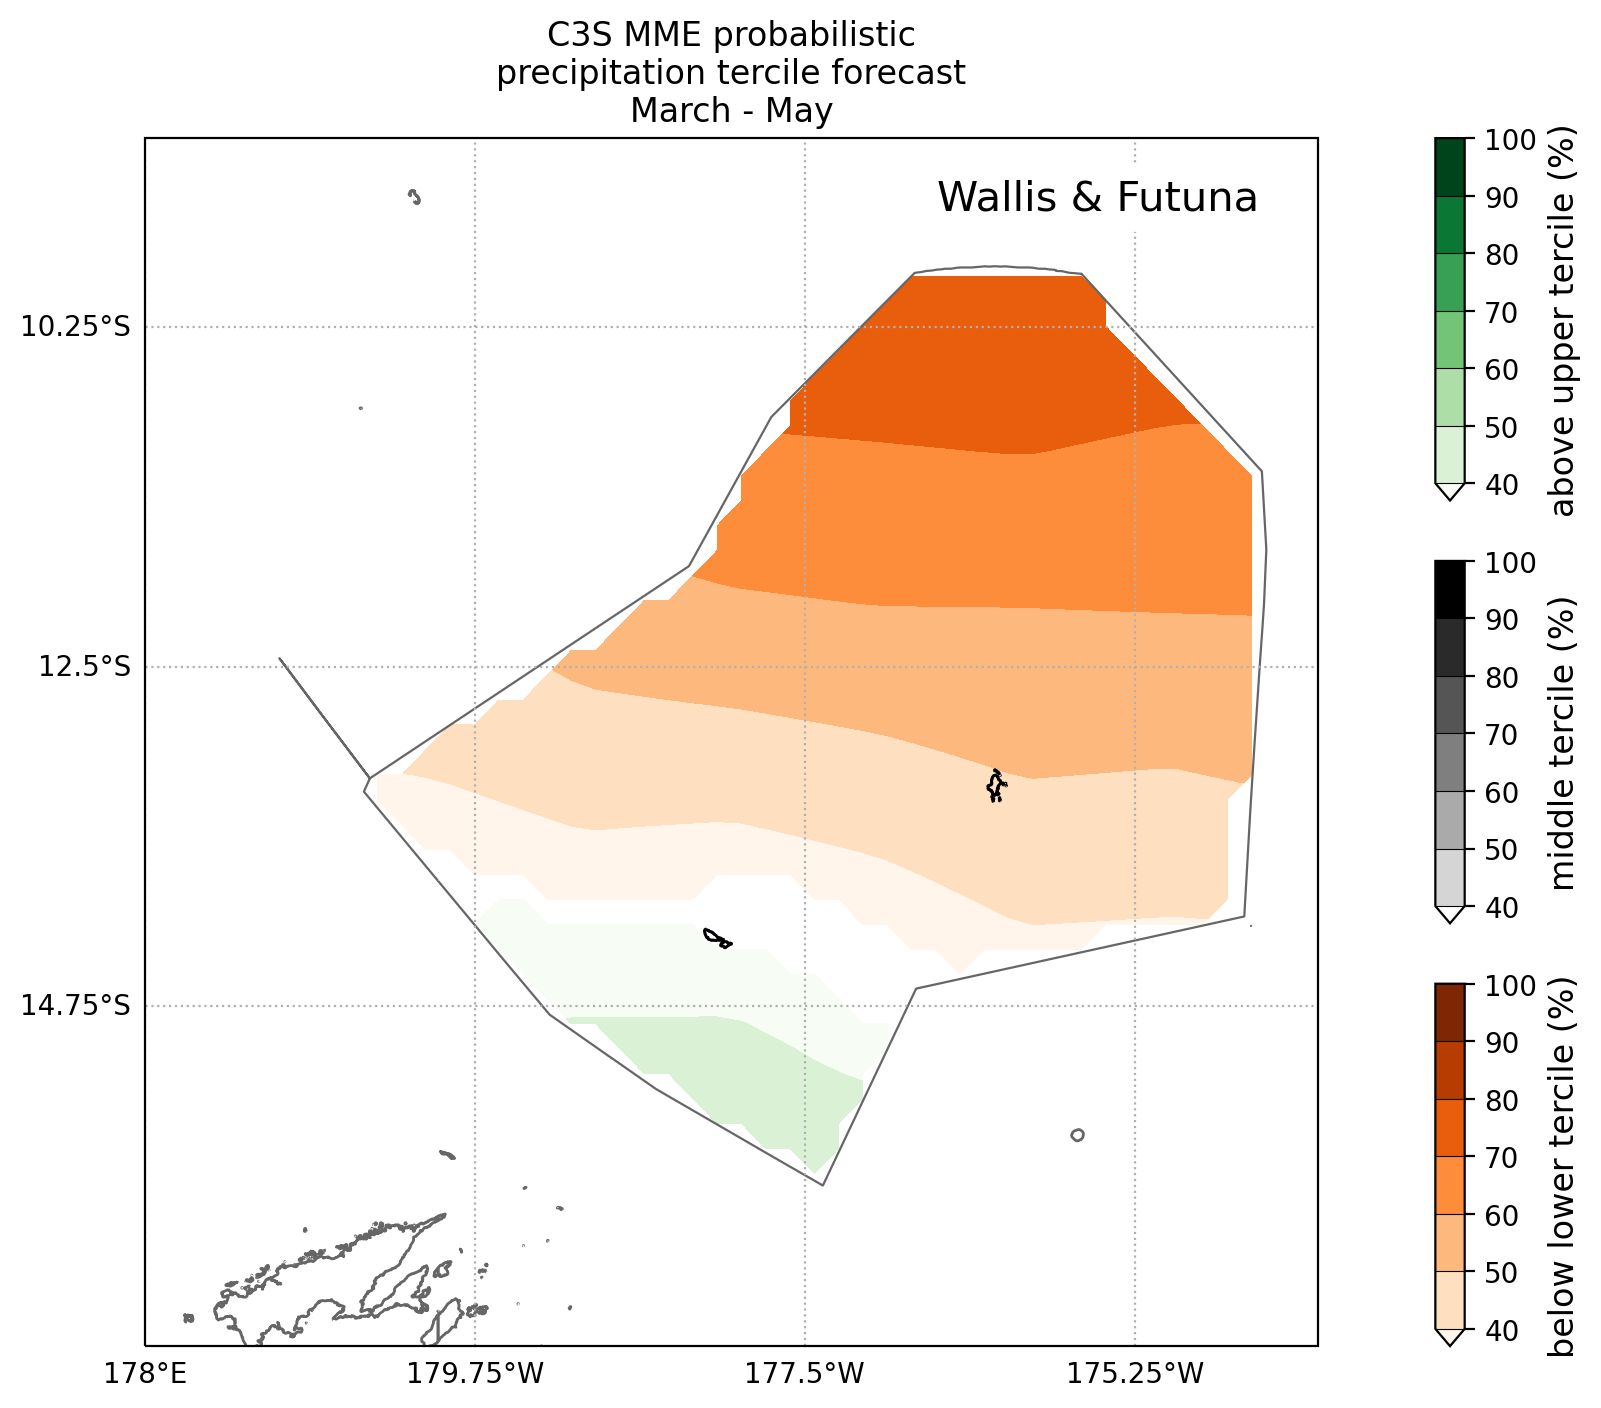 C3S MME probabilistic
precipitation tercile forecast
March - May
Wallis & Futuna
10.25°S
12.5°S
14.75°S
178°E
179.75°W
177.5°W
175.25°W
100
90
80
70
60
50
40
above upper tercile (%)
100
90
80
70
60
50
40
middle tercile (%)
100
90
80
70
60
50
40
below lower tercile (%)